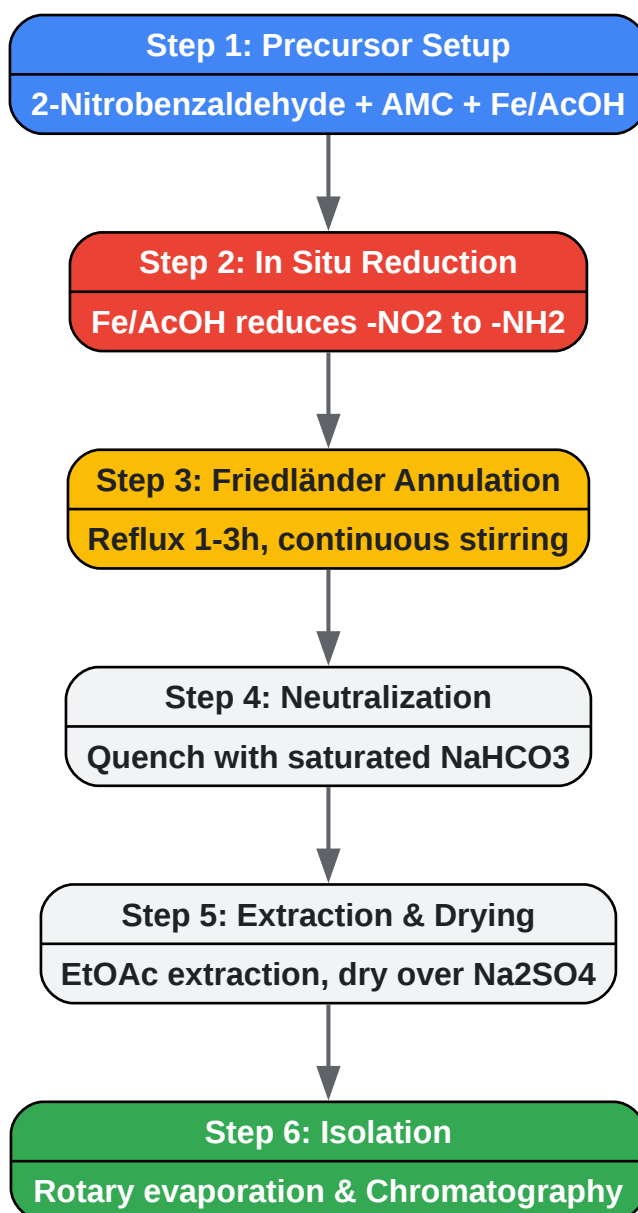 Step 1: Precursor Setup
2-Nitrobenzaldehyde + AMC + Fe/AcOH
Step 2: In Situ Reduction
Fe/AcOH reduces -NO2 to -NH2
Step 3: Friedländer Annulation
Reflux 1-3h, continuous stirring
Step 4: Neutralization
Quench with saturated NaHCO3
Step 5: Extraction & Drying
EtOAc extraction, dry over Na2SO4
Step 6: Isolation
Rotary evaporation & Chromatography